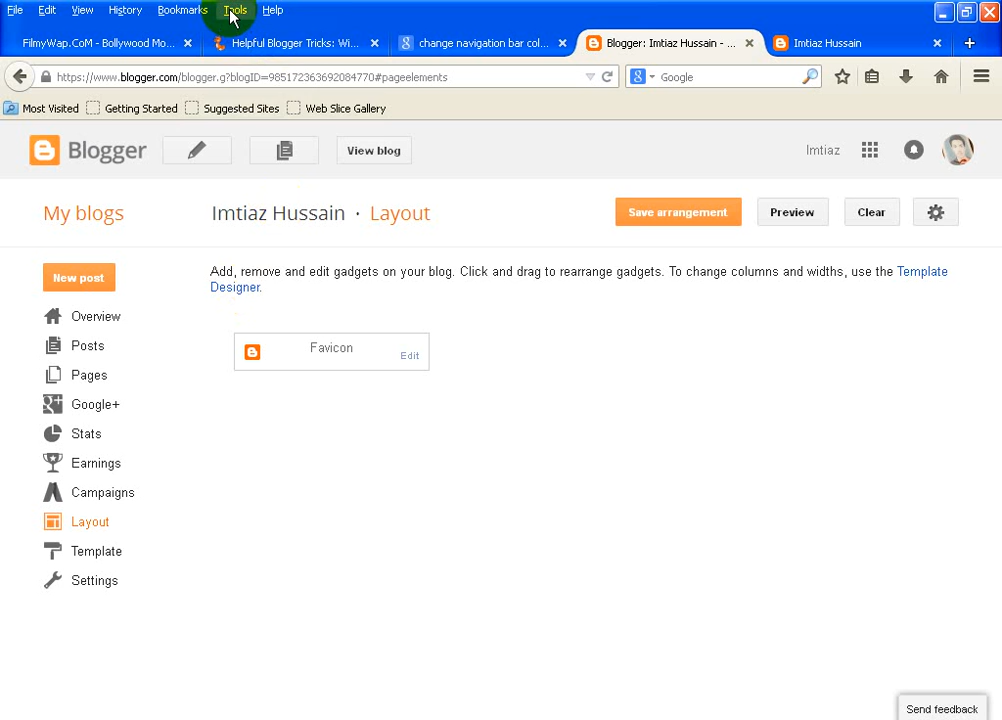 File Edit View History Bookmarks Tools Help
FilmyWap.CoM - Bollywood Mo... Helpful Blogger Tricks: Wi... change navigation bar col... Blogger: Imtiaz Hussain - ... Imtiaz Hussain
https://www.blogger.com/blogger.g?blogID=985172363692084770#pageelements Google
Most Visited Getting Started Suggested Sites Web Slice Gallery
Blogger View blog Imtiaz
My blogs Imtiaz Hussain · Layout Save arrangement Preview Clear
Add, remove and edit gadgets on your blog. Click and drag to rearrange gadgets. To change columns and widths, use the Template
Designer.
New post
Overview
Posts
Pages
Google+
Stats
Earnings
Campaigns
Layout
Template
Settings
Favicon
Edit
Send feedback